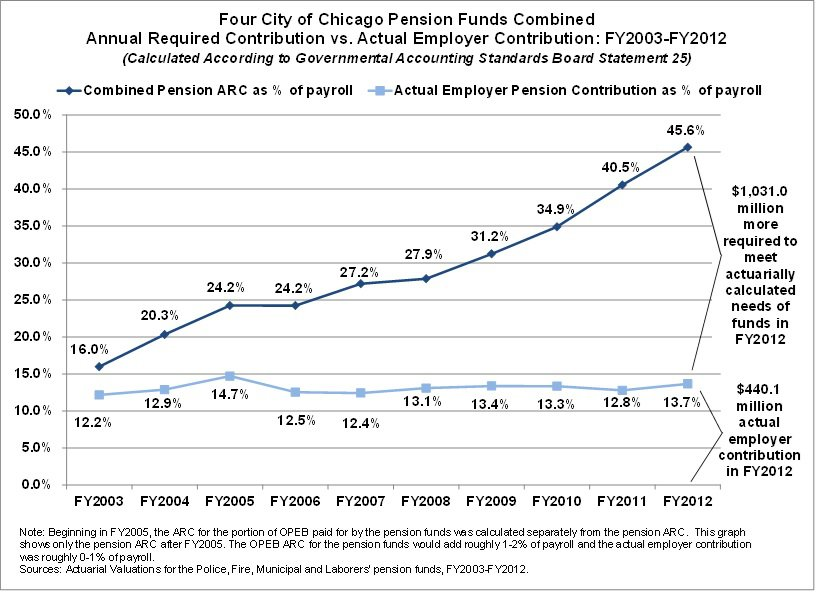 Four City of Chicago Pension Funds Combined
Annual Required Contribution vs. Actual Employer Contribution: FY2003-FY2012
(Calculated According to Governmental Accounting Standards Board Statement 25)
Combined Pension ARC as % of payroll
Actual Employer Pension Contribution as % of payroll
50.0%
45.0%
40.0%
35.0%
30.0%
25.0%
20.0%
15.0%
10.0%
5.0%
0.0%
16.0%
20.3%
24.2%
24.2%
27.2%
27.9%
31.2%
34.9%
40.5%
45.6%
12.2%
12.9%
14.7%
12.5%
12.4%
13.1%
13.4%
13.3%
12.8%
13.7%
$1,031.0
million
more
required to
meet
actuarially
calculated
needs of
funds in
FY2012
$440.1
million
actual
employer
contribution
in FY2012
FY2003
FY2004
FY2005
FY2006
FY2007
FY2008
FY2009
FY2010
FY2011
FY2012
Note: Beginning in FY2005, the ARC for the portion of OPEB paid for by the pension funds was calculated separately from the pension ARC.  This graph
shows only the pension ARC after FY2005. The OPEB ARC for the pension funds would add roughly 1-2% of payroll and the actual employer contribution
was roughly 0-1% of payroll.
Sources: Actuarial Valuations for the Police, Fire, Municipal and Laborers' pension funds, FY2003-FY2012.